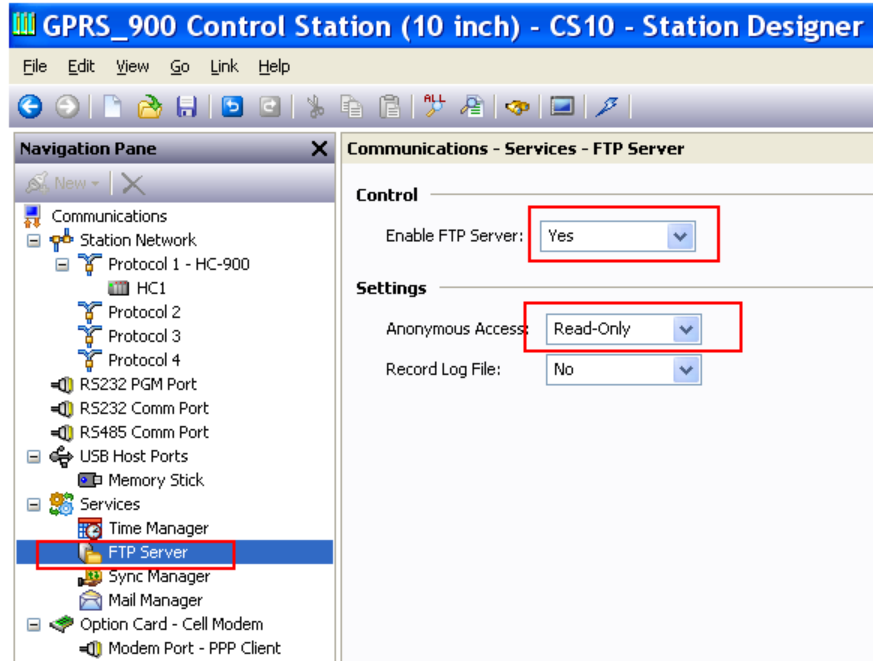 GPRS_900 Control Station (10 inch) - CS10 - Station Designer
File Edit View Go Link Help
ALL
Navigation Pane
New
Communications
Station Network
Protocol 1 - HC-900
HC1
Protocol 2
Protocol 3
Protocol 4
RS232 PGM Port
RS232 Comm Port
RS485 Comm Port
USB Host Ports
Memory Stick
Services
Time Manager
FTP Server
Sync Manager
Mail Manager
Option Card - Cell Modem
Modem Port - PPP Client
Communications - Services - FTP Server
Control
Enable FTP Server: Yes
Settings
Anonymous Access: Read-Only
Record Log File: No